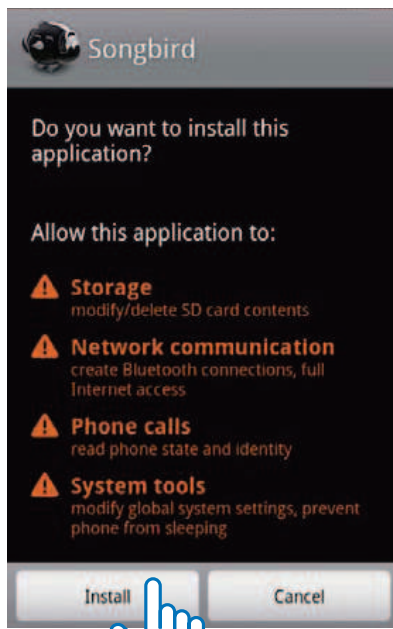 Songbird
Do you want to install this
application?
Allow this application to:
Storage
modify/delete SD card contents
Network communication
create Bluetooth connections, full
Internet access
Phone calls
read phone state and identity
System tools
modify global system settings, prevent
phone from sleeping
Install
Cancel